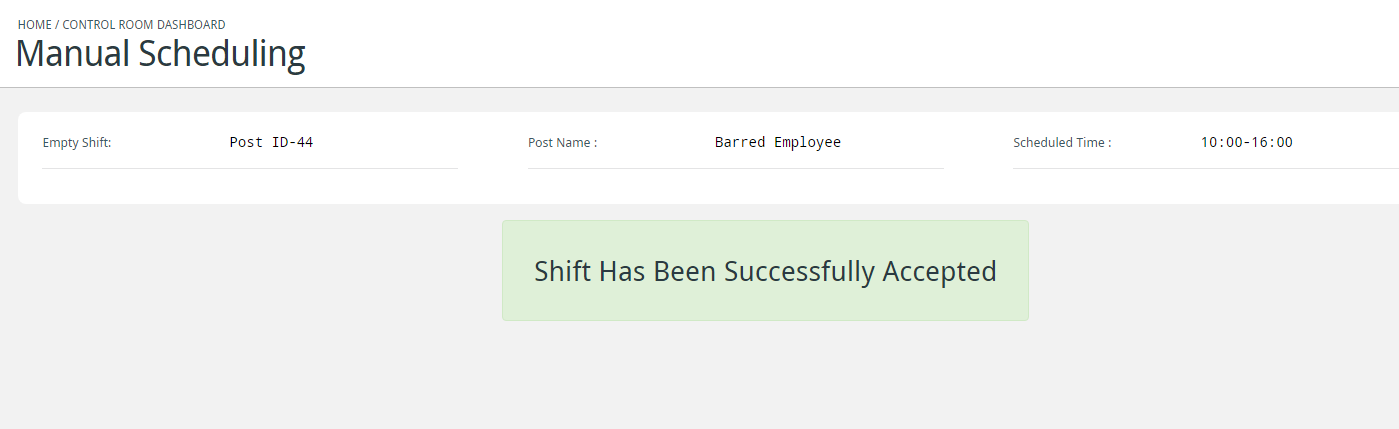 HOME / CONTROL ROOM DASHBOARD
Manual Scheduling
Empty Shift: Post ID-44 Post Name : Barred Employee Scheduled Time : 10:00-16:00
Shift Has Been Successfully Accepted